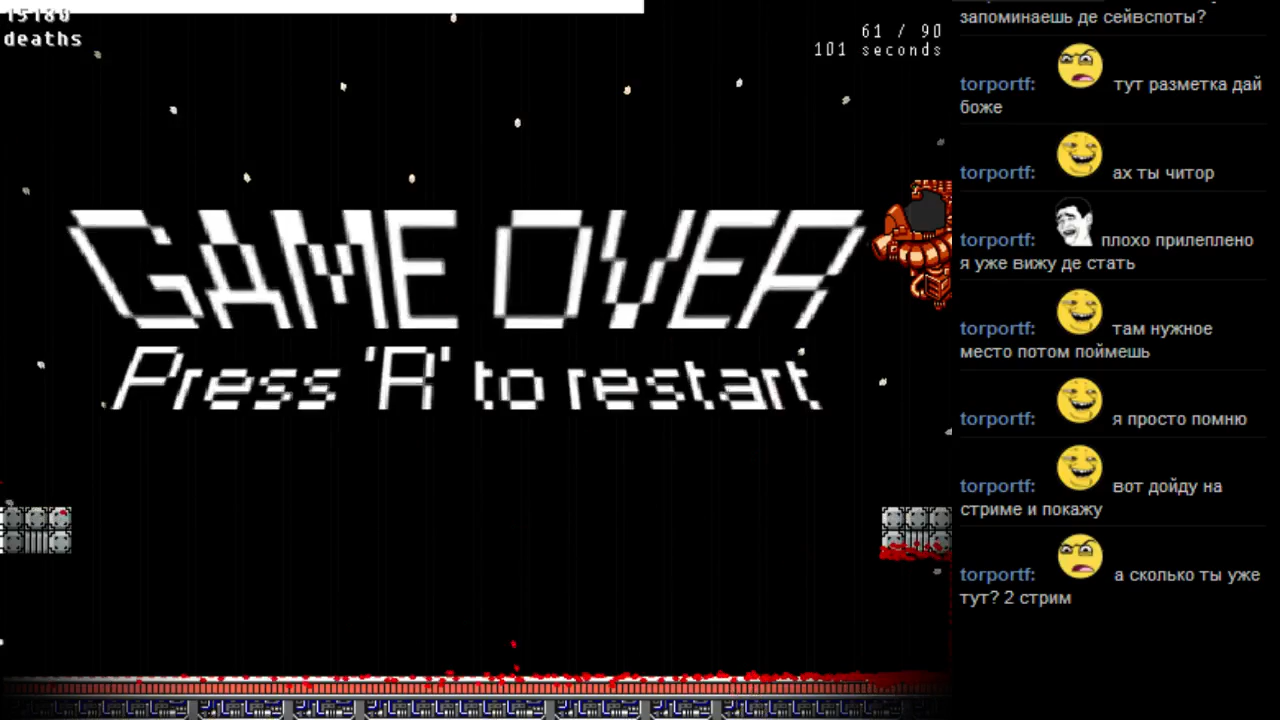 15180
deaths
61 / 90
101 seconds
GAME OVER
Press 'R' to restart
запоминаешь де сейвспоты?
torportf: тут разметка дай
боже
torportf: ах ты читор
torportf: плохо прилеплено
я уже вижу де стать
torportf: там нужное
место потом поймешь
torportf: я просто помню
torportf: вот дойду на
стриме и покажу
torportf: а сколько ты уже
тут? 2 стрим